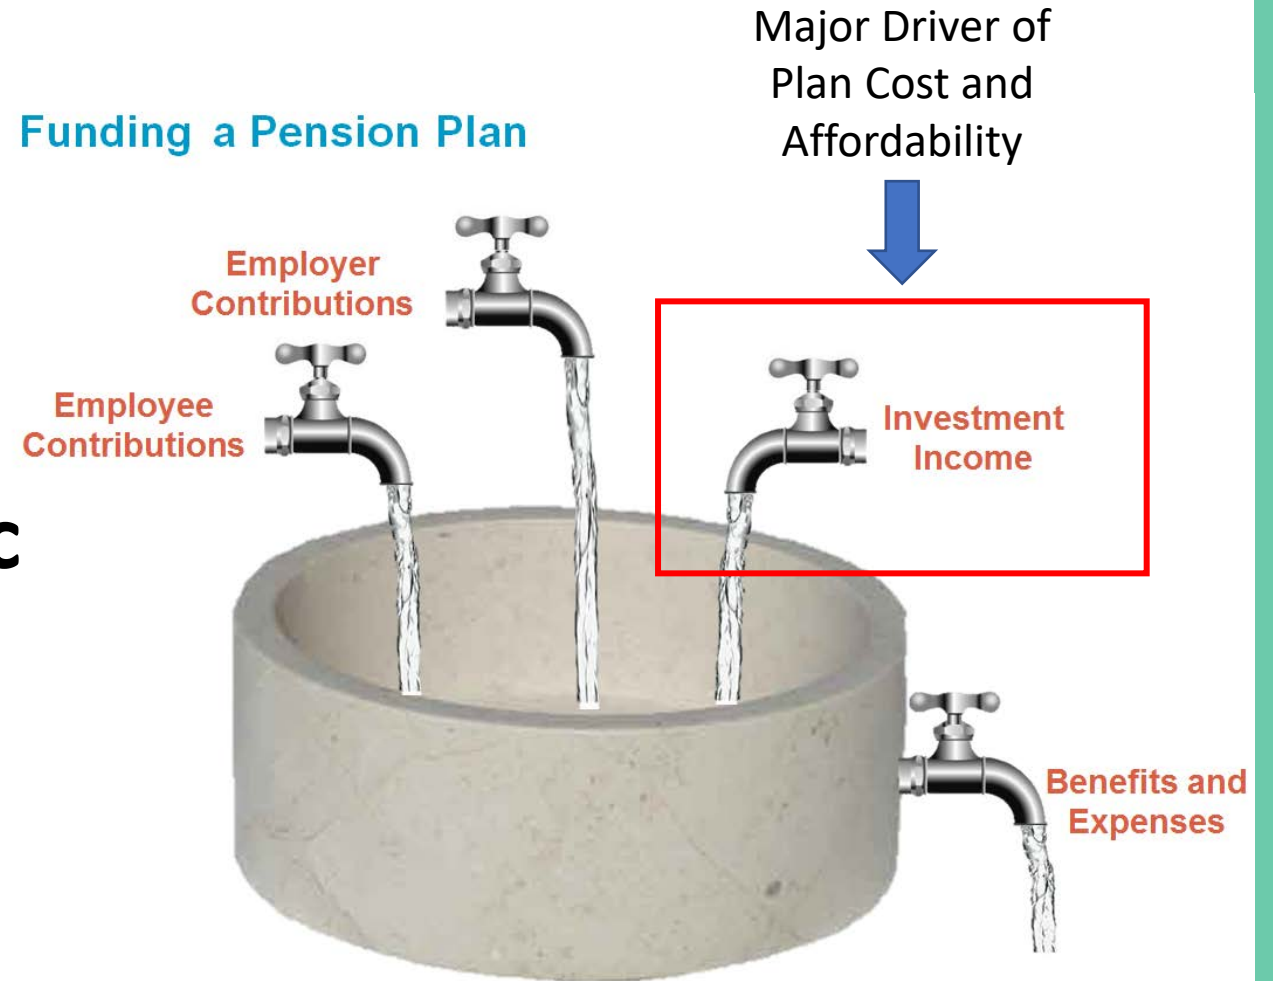 Major Driver of
Plan Cost and
Affordability
Funding a Pension Plan
Employer
Contributions
Employee
Contributions
Investment
Income
c
Benefits and
Expenses